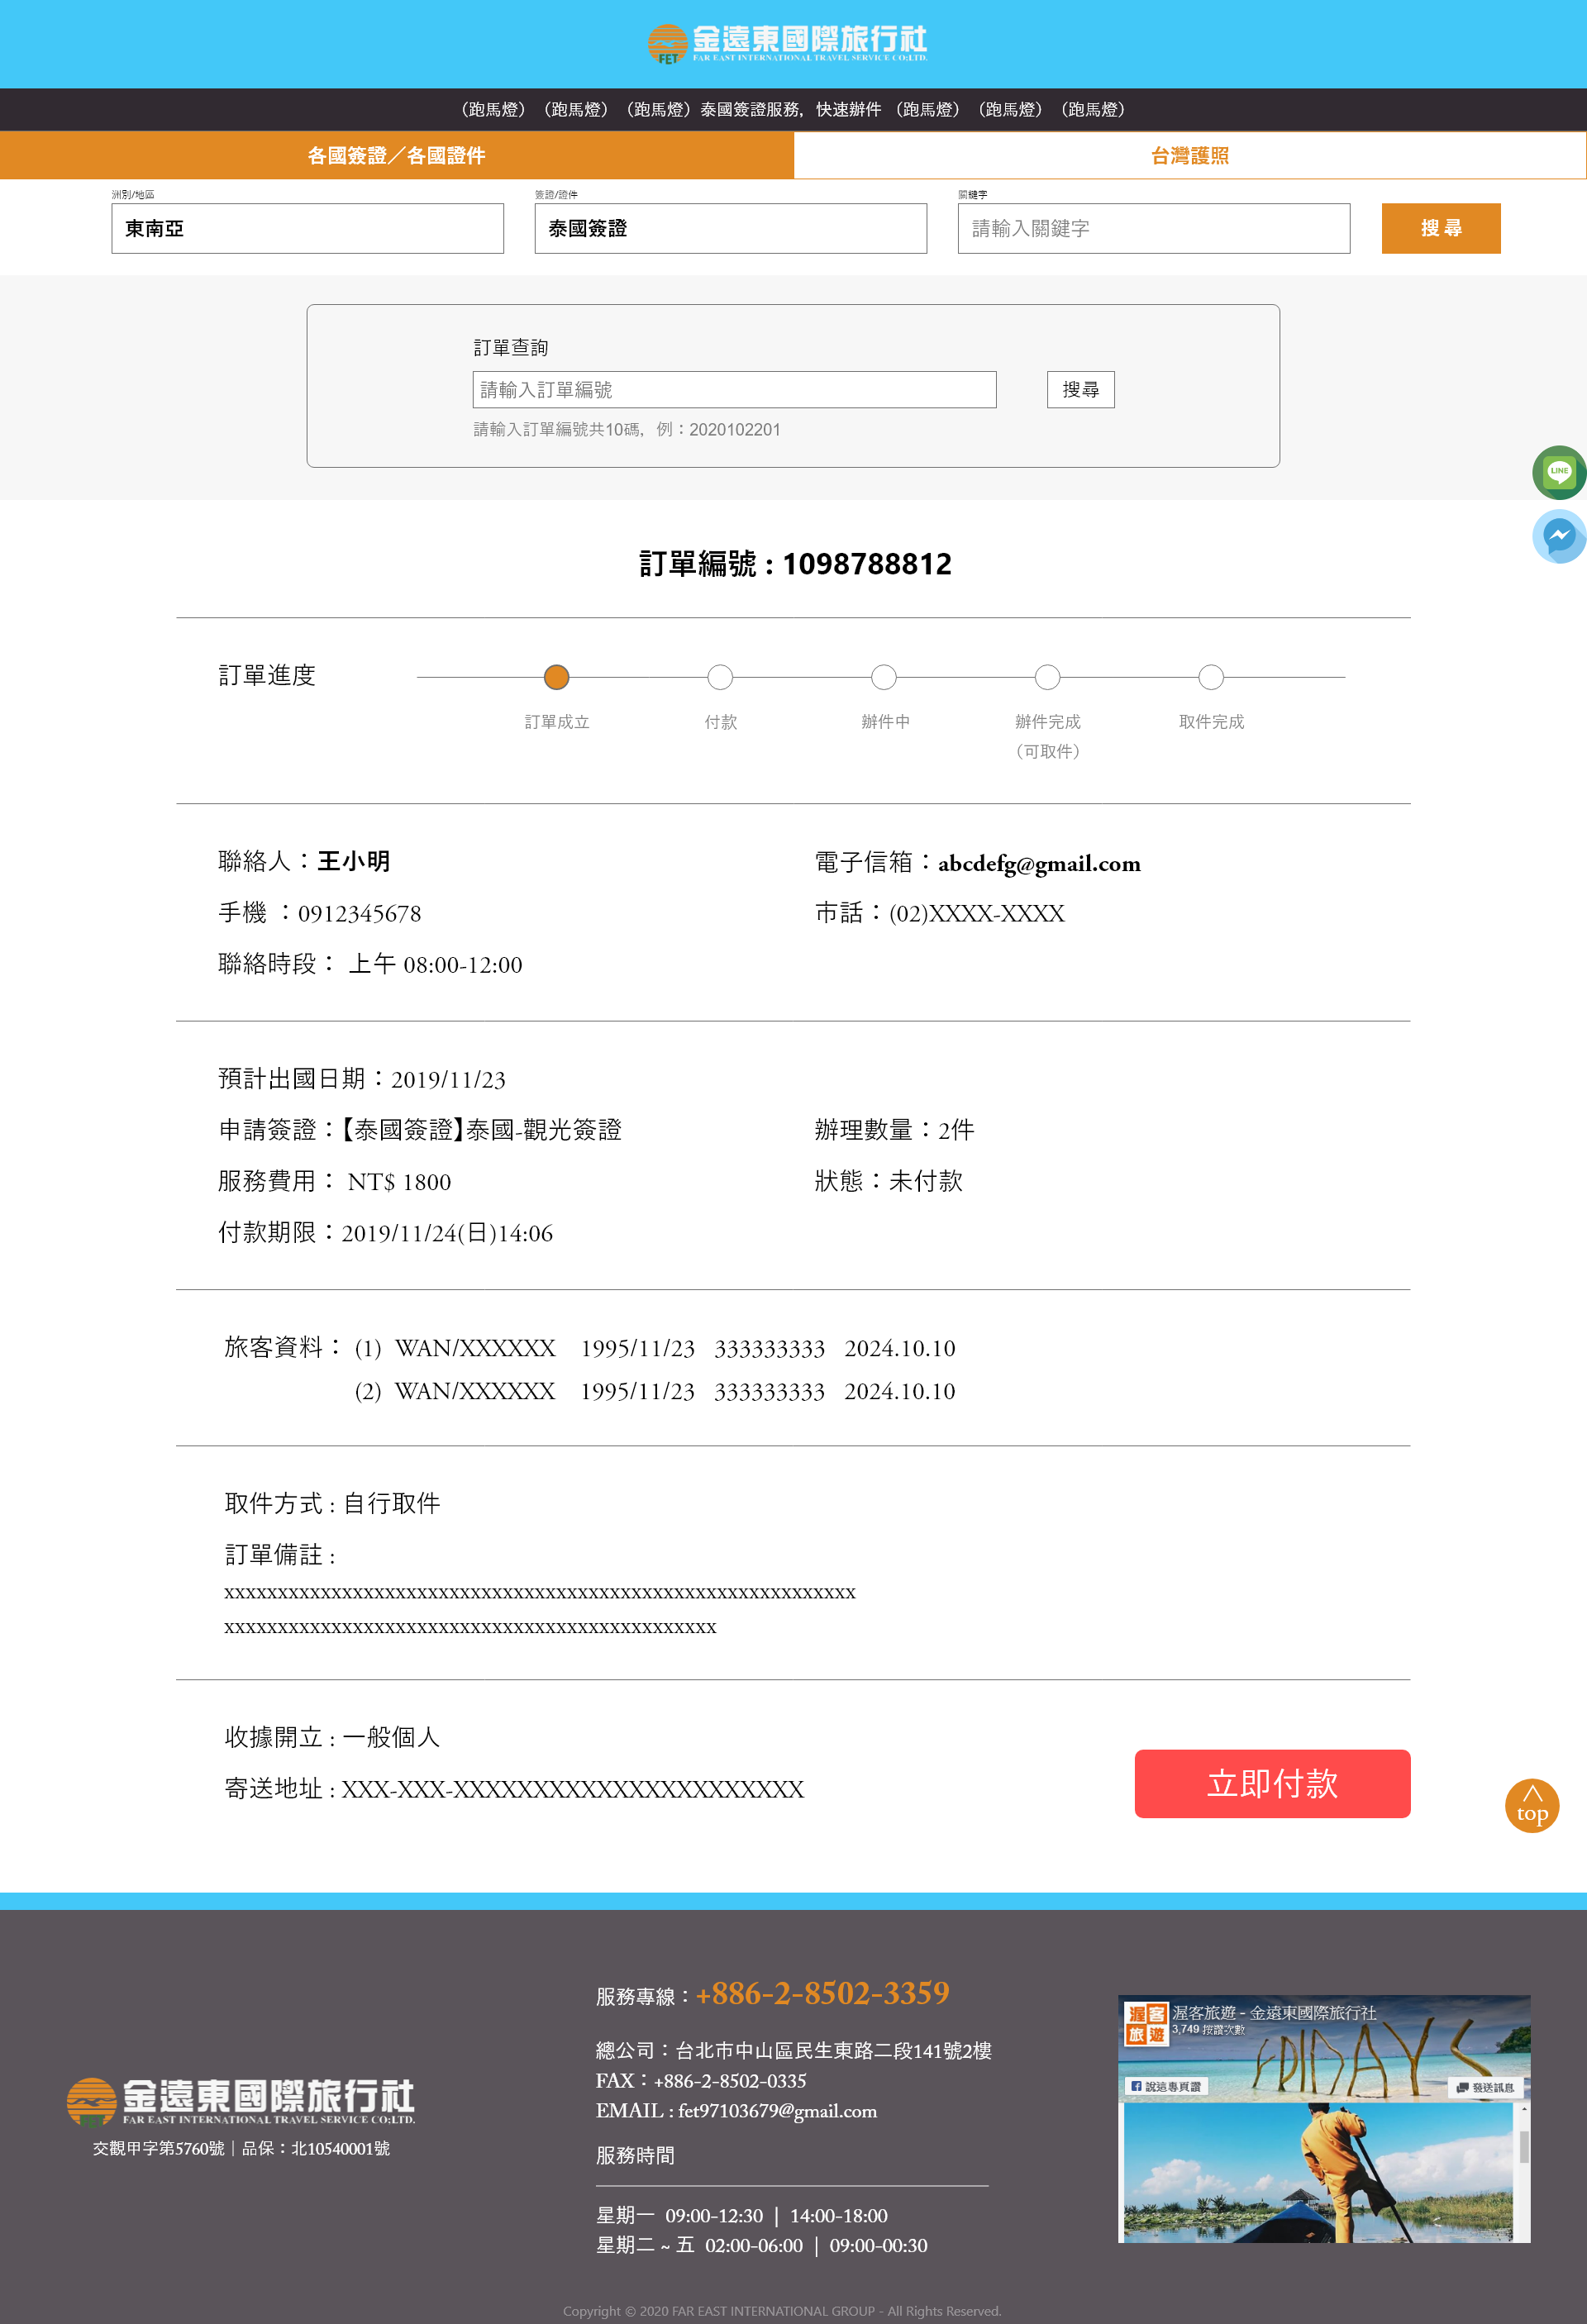 金遠東國際旅行社
FAR EAST INTERNATIONAL TRAVEL SERVICE CO;LTD.
FET
（跑馬燈）（跑馬燈）（跑馬燈）泰國簽證服務，快速辦件 （跑馬燈）（跑馬燈）（跑馬燈）
各國簽證／各國證件
台灣護照
洲別/地區
簽證/證件
關鍵字
東南亞
泰國簽證
請輸入關鍵字
搜 尋
訂單查詢
請輸入訂單編號
搜尋
請輸入訂單編號共10碼，例：2020102201
LINE
訂單編號 : 1098788812
訂單進度
訂單成立
付款
辦件中
辦件完成
（可取件）
取件完成
聯絡人：王小明
電子信箱：abcdefg@gmail.com
手機 ：0912345678
市話：(02)XXXX-XXXX
聯絡時段： 上午 08:00-12:00
預計出國日期：2019/11/23
申請簽證：【泰國簽證】泰國-觀光簽證
辦理數量：2件
服務費用： NT$ 1800
狀態：未付款
付款期限：2019/11/24(日)14:06
旅客資料： (1) WAN/XXXXXX 1995/11/23 333333333 2024.10.10
(2) WAN/XXXXXX 1995/11/23 333333333 2024.10.10
取件方式 : 自行取件
訂單備註 :
xxxxxxxxxxxxxxxxxxxxxxxxxxxxxxxxxxxxxxxxxxxxxxxxxxxxxxxxxxx
xxxxxxxxxxxxxxxxxxxxxxxxxxxxxxxxxxxxxxxxxxxxxx
收據開立 : 一般個人
寄送地址 : XXX-XXX-XXXXXXXXXXXXXXXXXXXXXX
立即付款
top
服務專線：+886-2-8502-3359
總公司：台北市中山區民生東路二段141號2樓
FAX：+886-2-8502-0335
EMAIL : fet97103679@gmail.com
服務時間
星期一 09:00-12:30 | 14:00-18:00
星期二 ~ 五 02:00-06:00 | 09:00-00:30
金遠東國際旅行社
FAR EAST INTERNATIONAL TRAVEL SERVICE CO;LTD.
FET
交觀甲字第5760號｜品保：北10540001號
渥客旅遊
渥客旅遊 - 金遠東國際旅行社
3,749 按讚次數
FRIDAYS
說這專頁讚
發送訊息
Copyright © 2020 FAR EAST INTERNATIONAL GROUP - All Rights Reserved.